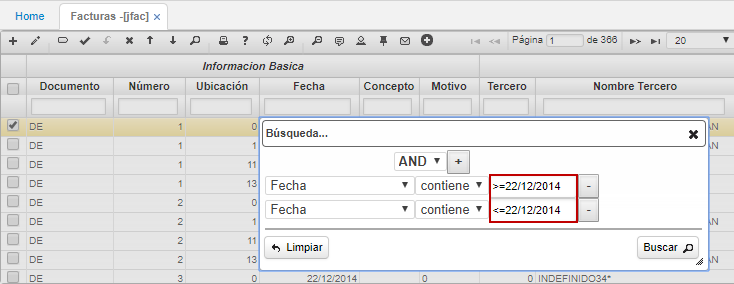 Home
Facturas -[jfac]
Página 1 de 366 20
Informacion Basica
Documento Número Ubicación Fecha Concepto Motivo Tercero Nombre Tercero
DE 1 0 AN
DE 1 1 AN
DE 1 11
DE 1 13
DE 2 0
DE 2 1 AN
DE 2 11
DE 2 13 AN
DE 3 0 22/12/2014 0 0 INDEFINIDO34*
Búsqueda...
AND +
Fecha contiene >=22/12/2014 -
Fecha contiene <=22/12/2014 -
Limpiar Buscar